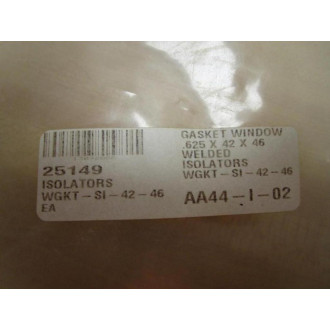 25149
ISOLATORS
WGKT-SI-42-46
EA
GASKET WINDOW
.625 X 42 X 46
WELDED
ISOLATORS
WGKT-SI-42-46
AA44-I-02